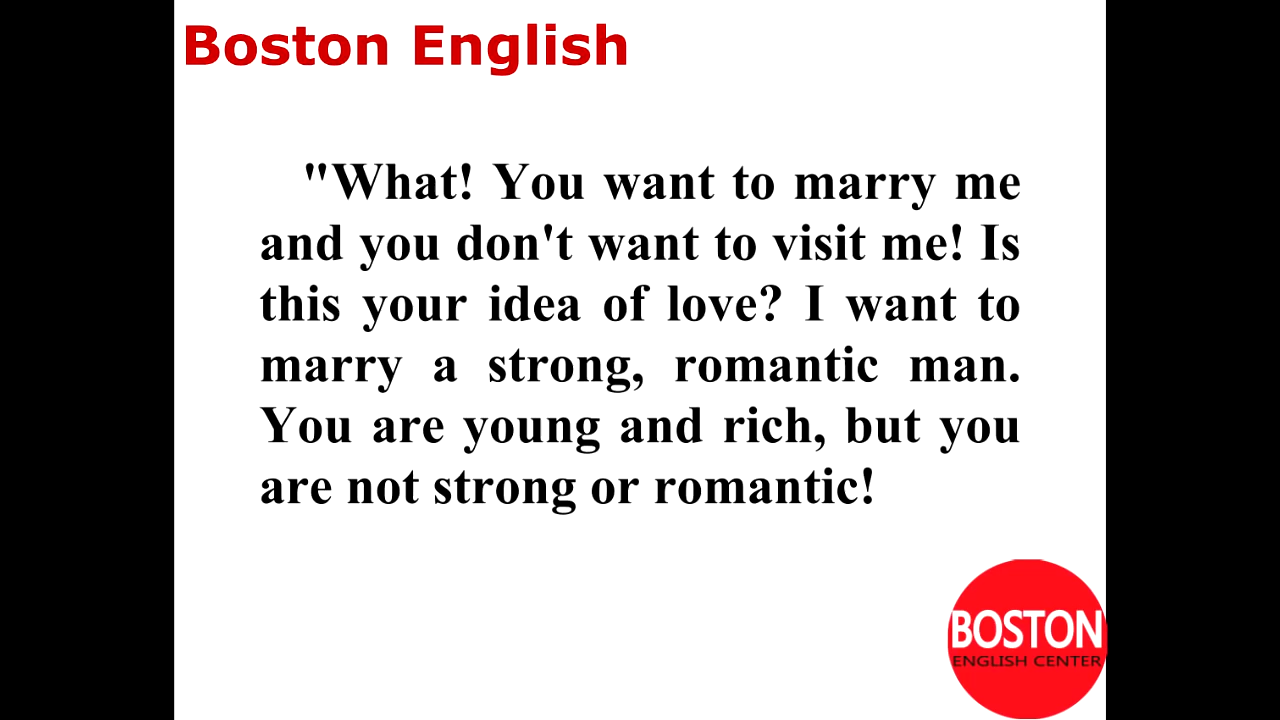 Boston English
"What! You want to marry me
and you don't want to visit me! Is
this your idea of love? I want to
marry a strong, romantic man.
You are young and rich, but you
are not strong or romantic!
BOSTON
ENGLISH CENTER